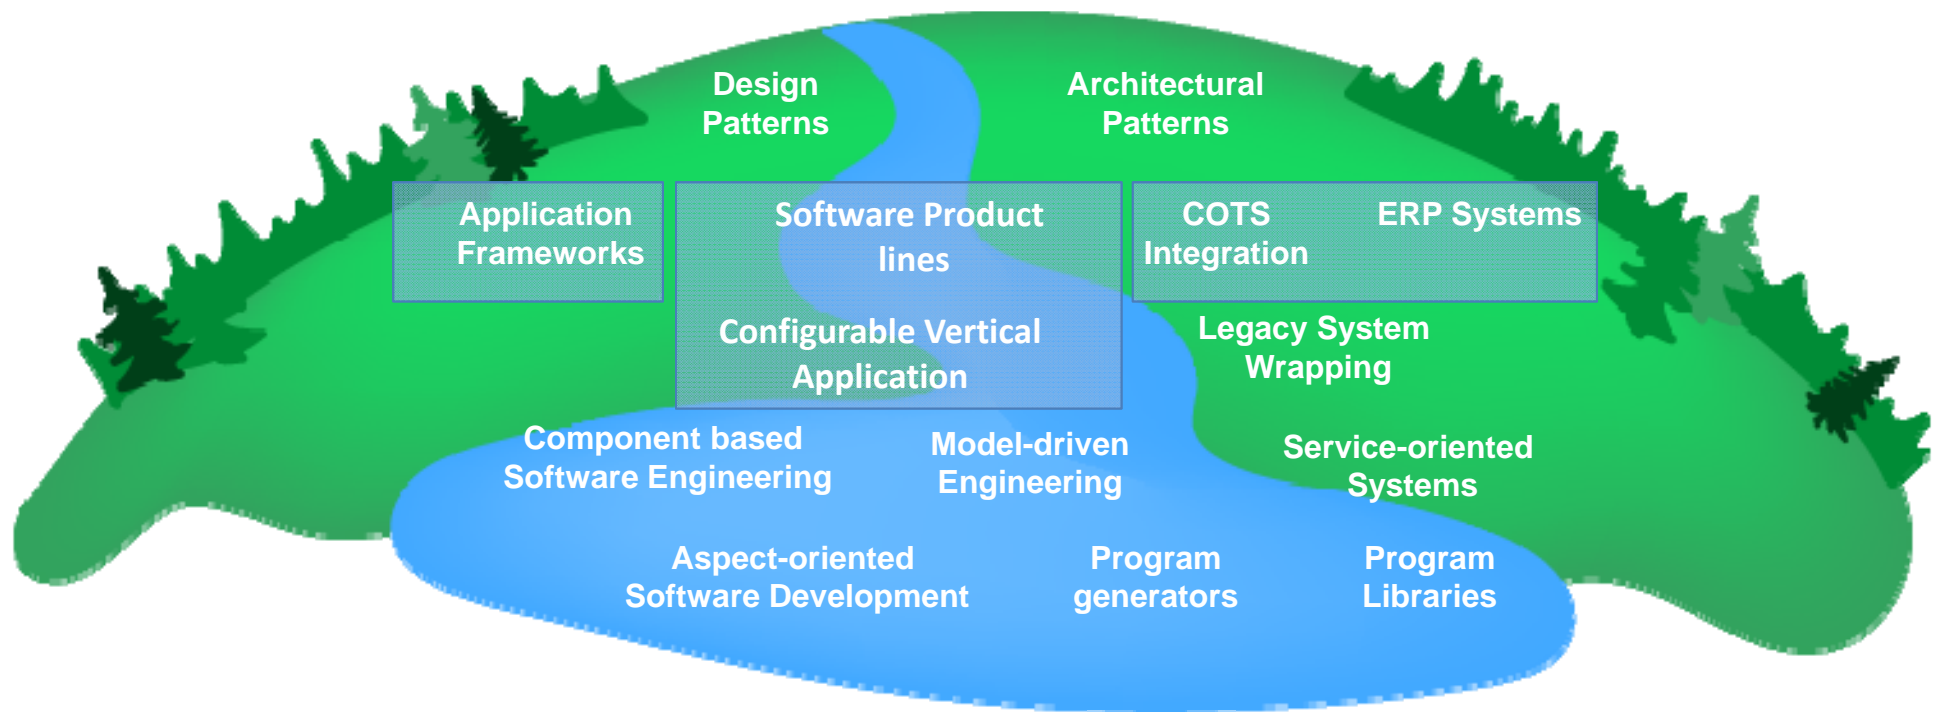 Design
Patterns
Architectural
Patterns
Application
Frameworks
Software Product
lines
COTS
Integration
ERP Systems
Configurable Vertical
Application
Legacy System
Wrapping
Component based
Software Engineering
Model-driven
Engineering
Service-oriented
Systems
Aspect-oriented
Software Development
Program
generators
Program
Libraries